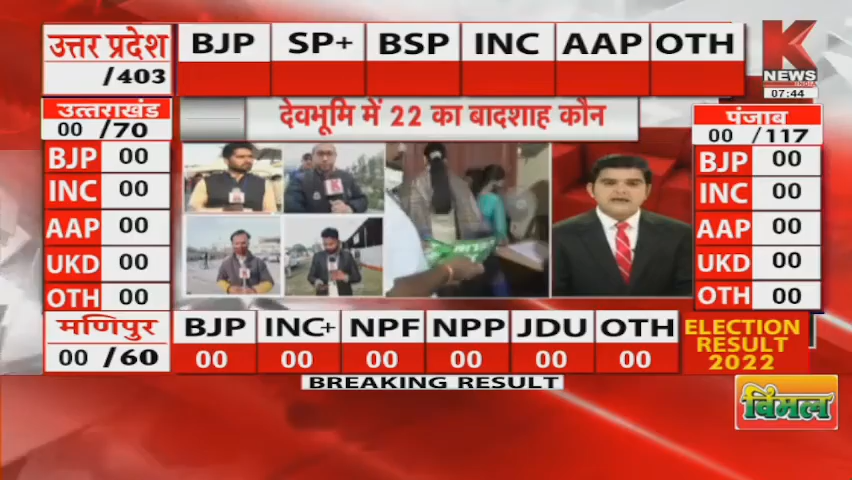 उत्तर प्रदेश
/403
BJP SP+ BSP INC AAP OTH
K
NEWS
INDIA
07:44
उत्तराखंड
00 /70
BJP 00
INC 00
AAP 00
UKD 00
OTH 00
देवभूमि में 22 का बादशाह कौन
पंजाब
00 /117
BJP 00
INC 00
AAP 00
UKD 00
OTH 00
मणिपुर
00 /60
BJP INC+ NPF NPP JDU OTH
00 00 00 00 00 00
ELECTION
RESULT
2022
BREAKING RESULT
विमल